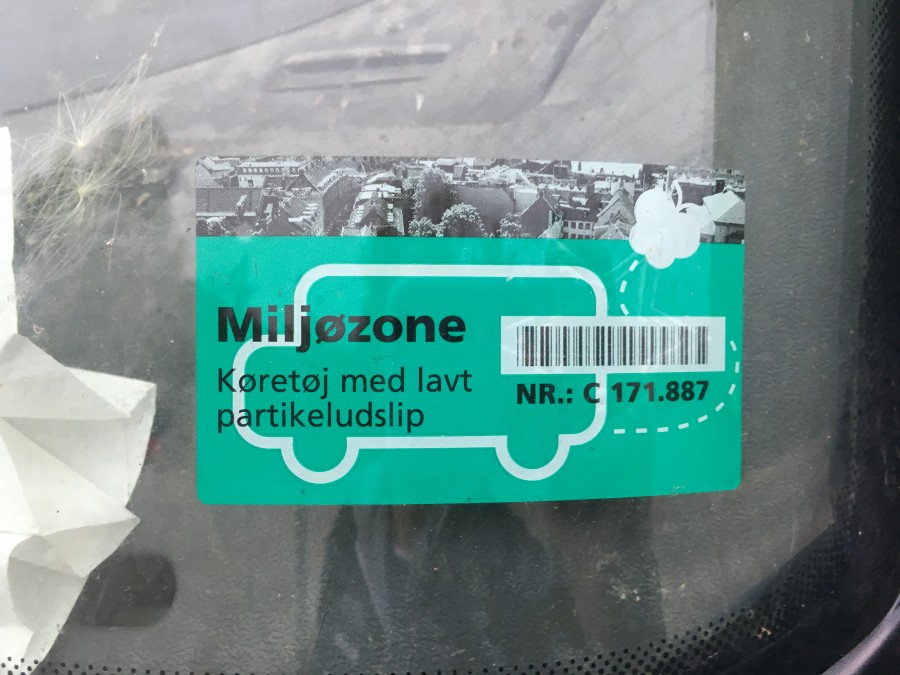 Miljøzone
Køretøj med lavt
partikeludslip
NR.: C 171.887